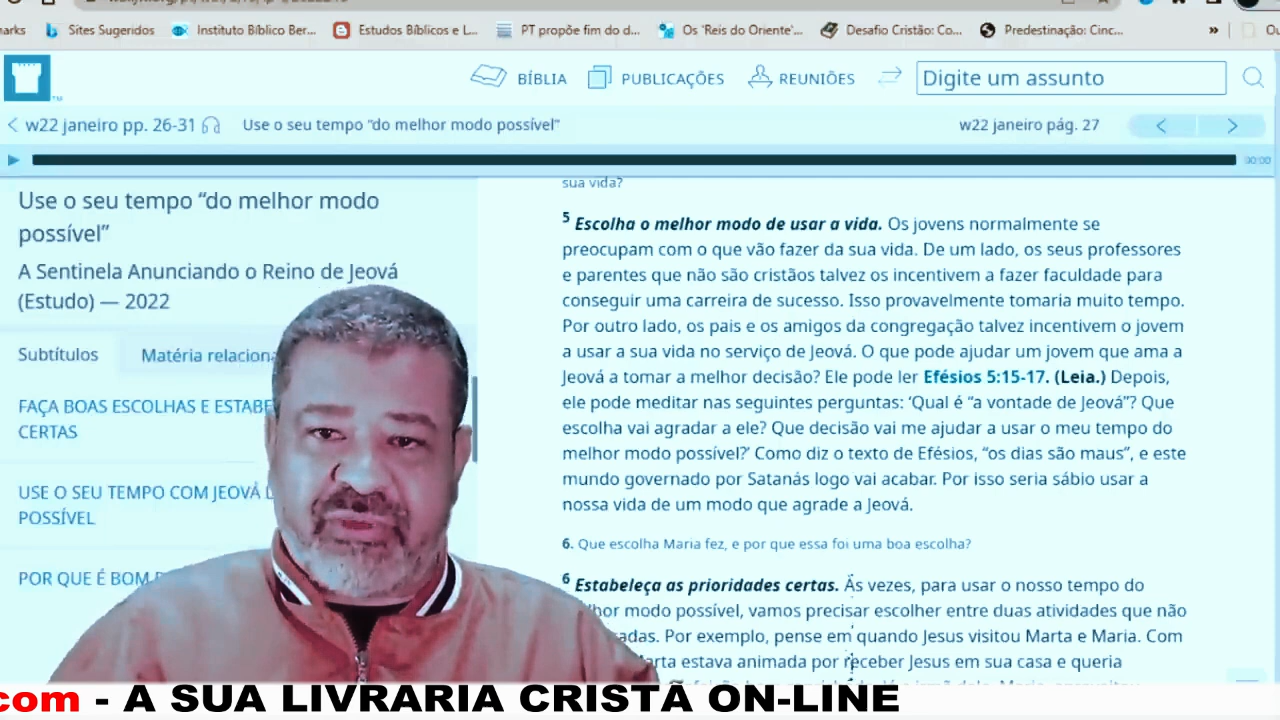 arks
Sites Sugeridos
Instituto Bíblico Ber...
Estudos Bíblicos e L...
PT propõe fim do d...
Os 'Reis do Oriente'...
Desafio Cristão: Co...
Predestinação: Cinc...
»
Ou
BÍBLIA
PUBLICAÇÕES
REUNIÕES
Digite um assunto
TM
w22 janeiro pp. 26-31
Use o seu tempo “do melhor modo possível”
w22 janeiro pág. 27
00:00
Use o seu tempo “do melhor modo
possível”
A Sentinela Anunciando o Reino de Jeová
(Estudo) — 2022
Subtítulos
Matéria relaciona
FAÇA BOAS ESCOLHAS E ESTABE
CERTAS
USE O SEU TEMPO COM JEOVÁ
POSSÍVEL
POR QUE É BOM
sua vida?
5 Escolha o melhor modo de usar a vida. Os jovens normalmente se
preocupam com o que vão fazer da sua vida. De um lado, os seus professores
e parentes que não são cristãos talvez os incentivem a fazer faculdade para
conseguir uma carreira de sucesso. Isso provavelmente tomaria muito tempo.
Por outro lado, os pais e os amigos da congregação talvez incentivem o jovem
a usar a sua vida no serviço de Jeová. O que pode ajudar um jovem que ama a
Jeová a tomar a melhor decisão? Ele pode ler Efésios 5:15-17. (Leia.) Depois,
ele pode meditar nas seguintes perguntas: ‘Qual é “a vontade de Jeová”? Que
escolha vai agradar a ele? Que decisão vai me ajudar a usar o meu tempo do
melhor modo possível?’ Como diz o texto de Efésios, “os dias são maus”, e este
mundo governado por Satanás logo vai acabar. Por isso seria sábio usar a
nossa vida de um modo que agrade a Jeová.
6. Que escolha Maria fez, e por que essa foi uma boa escolha?
6 Estabeleça as prioridades certas. Às vezes, para usar o nosso tempo do
lhor modo possível, vamos precisar escolher entre duas atividades que não
adas. Por exemplo, pense em quando Jesus visitou Marta e Maria. Com
arta estava animada por receber Jesus em sua casa e queria
com - A SUA LIVRARIA CRISTÃ ON-LINE